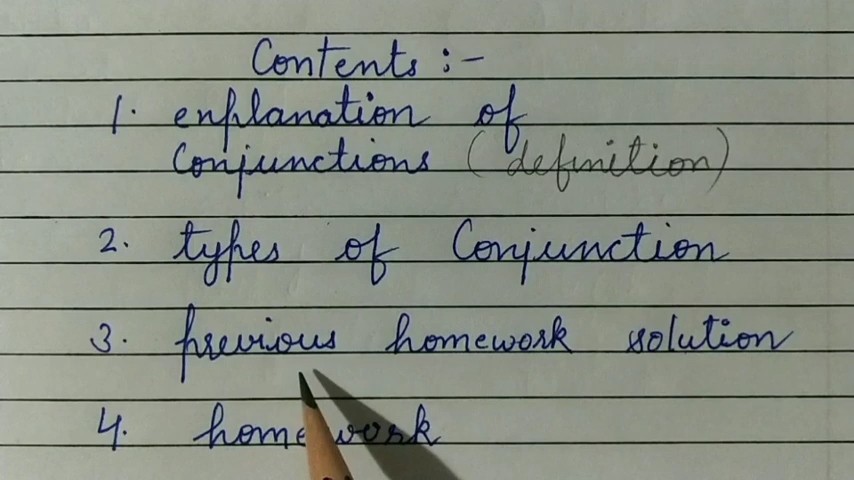 Contents :-
1. explanation of
Conjunctions (definition)
2. types of Conjunction
3. previous homework solution
4. homework